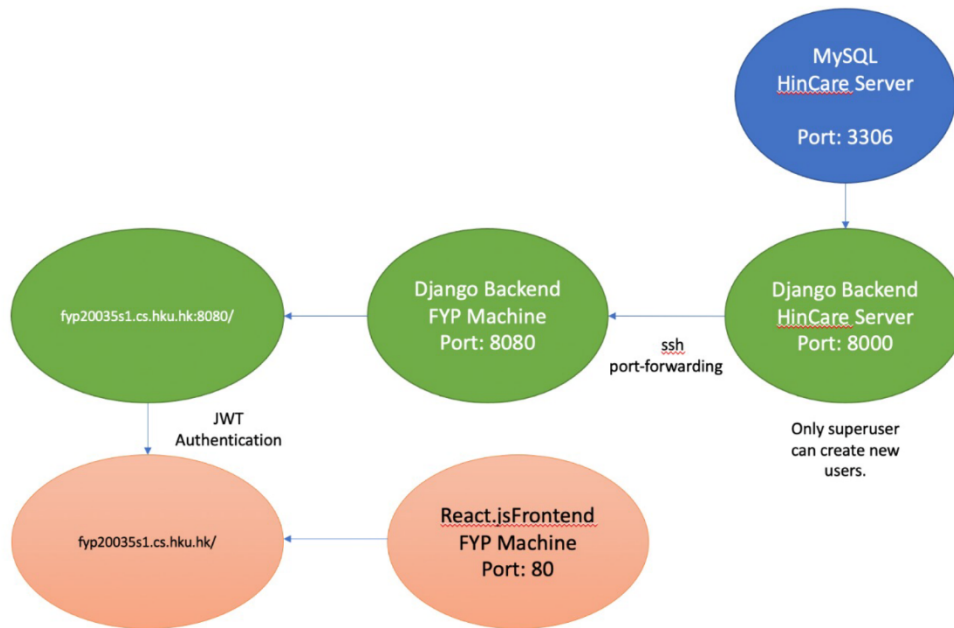 MySQL
HinCare Server
Port: 3306
fyp20035s1.cs.hku.hk:8080/
Django Backend
FYP Machine
Port: 8080
Django Backend
HinCare Server
Port: 8000
ssh
port-forwarding
JWT
Authentication
Only superuser
can create new
users.
fyp20035s1.cs.hku.hk/
React.jsFrontend
FYP Machine
Port: 80